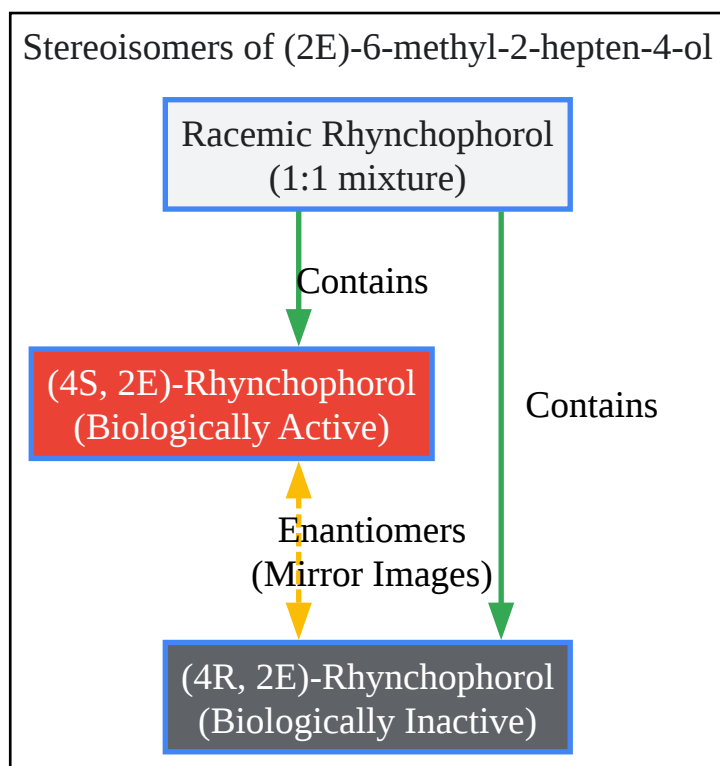 Stereoisomers of (2E)-6-methyl-2-hepten-4-ol
Racemic Rhynchophorol
(1:1 mixture)
Contains
(4S, 2E)-Rhynchophorol
(Biologically Active)
Contains
Enantiomers
(Mirror Images)
(4R, 2E)-Rhynchophorol
(Biologically Inactive)